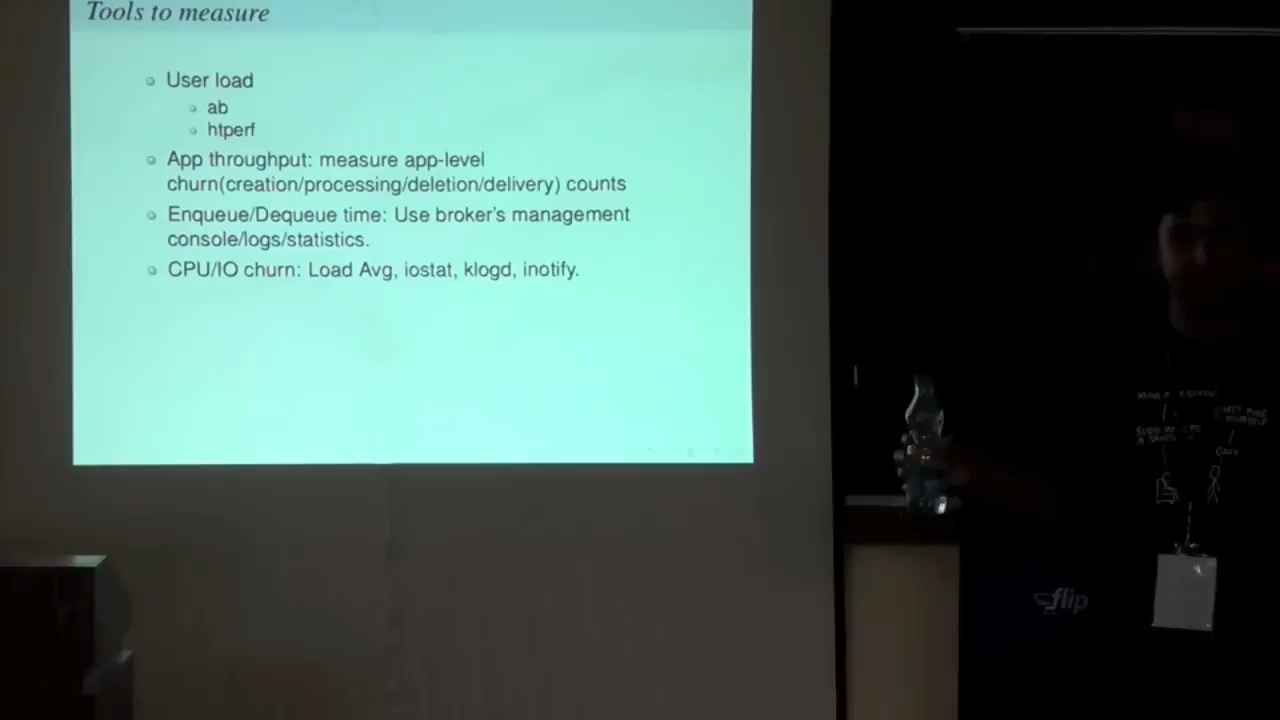 Tools to measure
User load
ab
htperf
App throughput: measure app-level
churn(creation/processing/deletion/delivery) counts
Enqueue/Dequeue time: Use broker's management
console/logs/statistics.
CPU/IO churn: Load Avg, iostat, klogd, inotify.
flip
OKAY